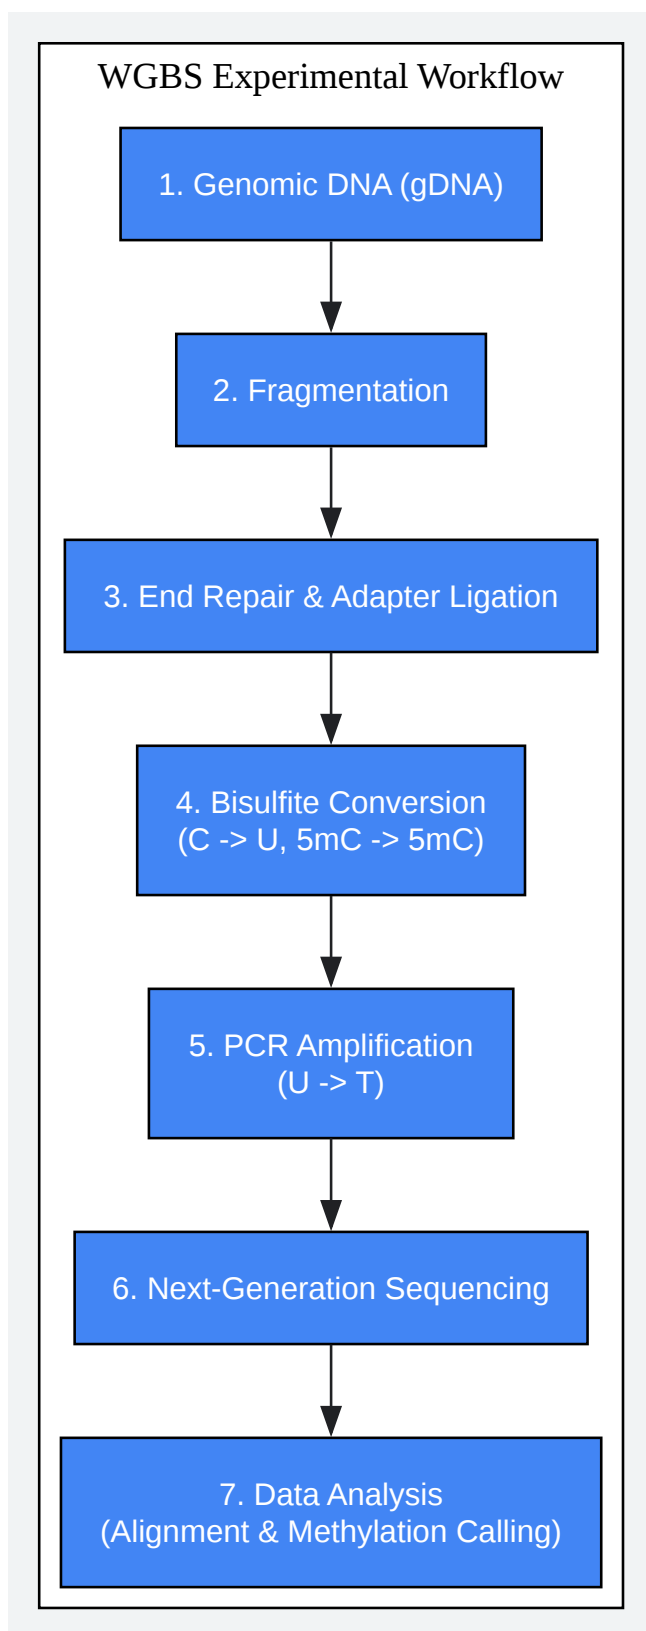 WGBS Experimental Workflow
1. Genomic DNA (gDNA)
2. Fragmentation
3. End Repair & Adapter Ligation
4. Bisulfite Conversion
(C -> U, 5mC -> 5mC)
5. PCR Amplification
(U -> T)
6. Next-Generation Sequencing
7. Data Analysis
(Alignment & Methylation Calling)